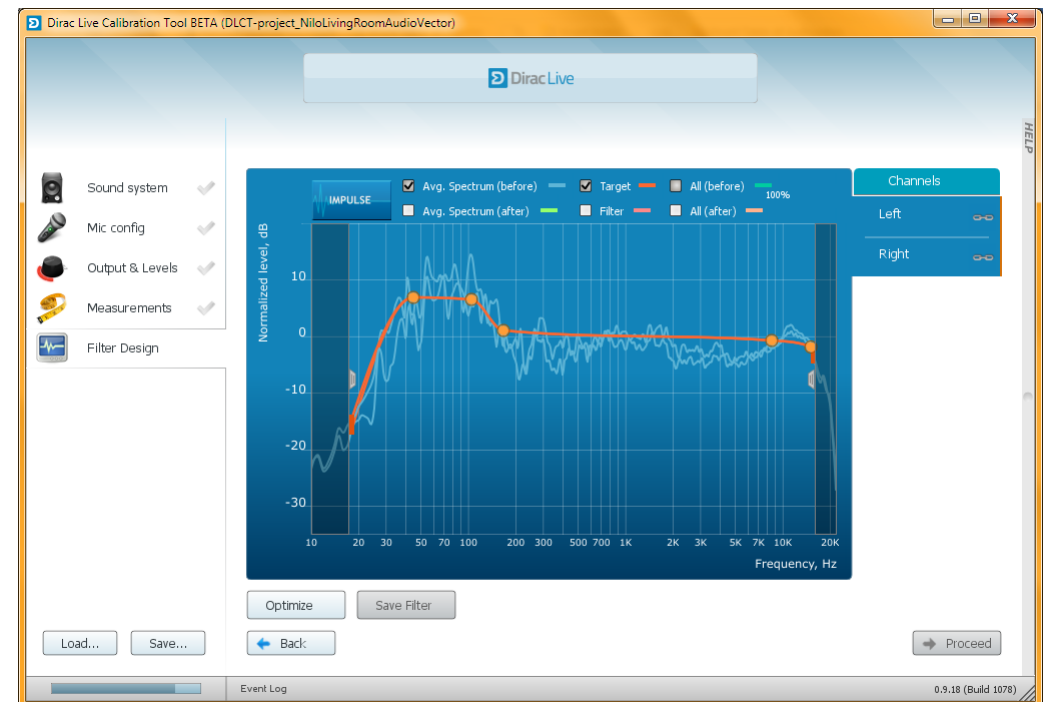 Dirac Live Calibration Tool BETA (DLCT-project_NiloLivingRoomAudioVector)
Dirac Live
HELP
Sound system
Mic config
Output & Levels
Measurements
Filter Design
IMPULSE
Avg. Spectrum (before) Target All (before) 100%
Avg. Spectrum (after) Filter All (after)
Normalized level, dB
10
0
-10
-20
-30
10 20 30 50 70 100 200 300 500 700 1K 2K 3K 5K 7K 10K 20K
Frequency, Hz
Channels
Left
Right
Optimize Save Filter
Load... Save... Back Proceed
Event Log 0.9.18 (Build 1078)